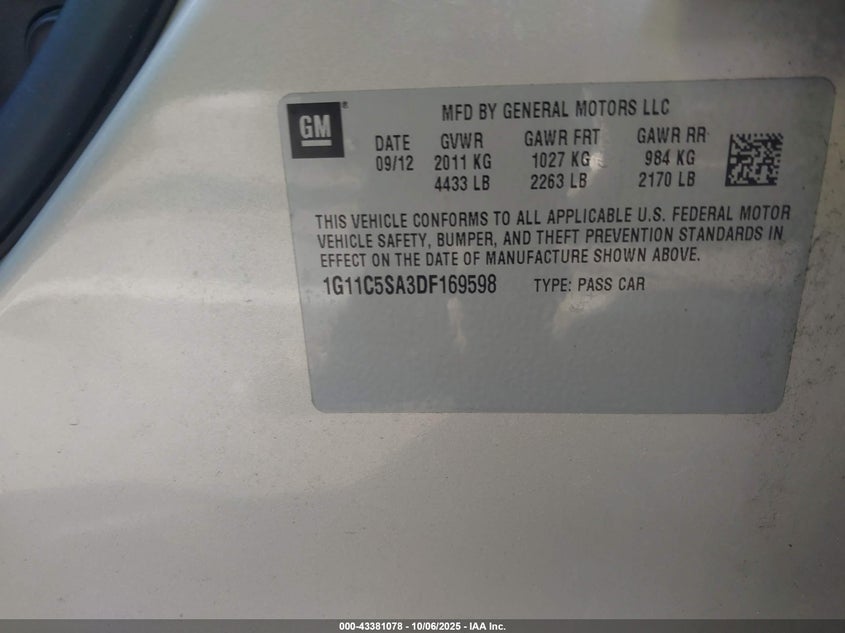 GM ®
MFD BY GENERAL MOTORS LLC
DATE GVWR GAWR FRT GAWR RR
09/12 2011 KG 1027 KG 984 KG
4433 LB 2263 LB 2170 LB
THIS VEHICLE CONFORMS TO ALL APPLICABLE U.S. FEDERAL MOTOR
VEHICLE SAFETY, BUMPER, AND THEFT PREVENTION STANDARDS IN
EFFECT ON THE DATE OF MANUFACTURE SHOWN ABOVE.
1G11C5SA3DF169598 TYPE: PASS CAR
000-43381078 - 10/06/2025 - IAA Inc.